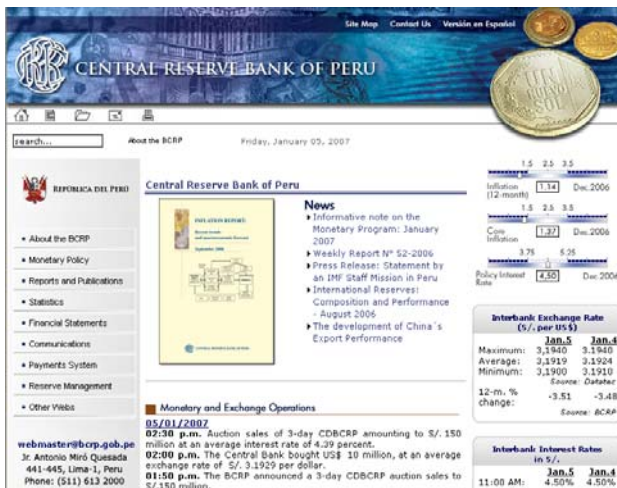 Site Map Contact Us Versión en Español
CENTRAL RESERVE BANK OF PERU
UN
NUEVO
SOL
search...
About the BCRP
Friday, January 05, 2007
REPÚBLICA DEL PERÚ
About the BCRP
Monetary Policy
Reports and Publications
Statistics
Financial Statements
Communications
Payments System
Reserve Management
Other Webs
webmaster@bcrp.gob.pe
Jr. Antonio Miró Quesada
441-445, Lima-1, Peru
Phone: (511) 613 2000
Central Reserve Bank of Peru
INFLATION REPORT:
September 2006
CENTRAL RESERVE BANK OF PERU
News
Informative note on the
Monetary Program: January
2007
Weekly Report N° 52-2006
Press Release: Statement by
an IMF Staff Mission in Peru
International Reserves:
Composition and Performance
- August 2006
The development of China´s
Export Performance
Monetary and Exchange Operations
05/01/2007
02:30 p.m. Auction sales of 3-day CDBCRP amounting to S/. 150
million at an average interest rate of 4.39 percent.
02:00 p.m. The Central Bank bought US$ 10 million, at an average
exchange rate of S/. 3.1929 per dollar.
01:50 p.m. The BCRP announced a 3-day CDBCRP auction sales to
S/.150 million.
1.5 2.5 3.5
Inflation 1.14 Dec.2006
(12-month)
1.5 2.5 3.5
Core 1.37 Dec.2006
Inflation
3.75 5.25
Policy Interest 4.50 Dec.2006
Rate
Interbank Exchange Rate
(S/. per US$)
Jan.5 Jan.4
Maximum: 3,1940 3.1940
Average: 3,1919 3.1924
Minimum: 3,1900 3.1910
Source: Datatec
12-m. %
change: -3.51 -3.48
Source: BCRP
Interbank Interest Rates
in S/.
Jan.5 Jan.4
11:00 AM: 4.50% 4.50%